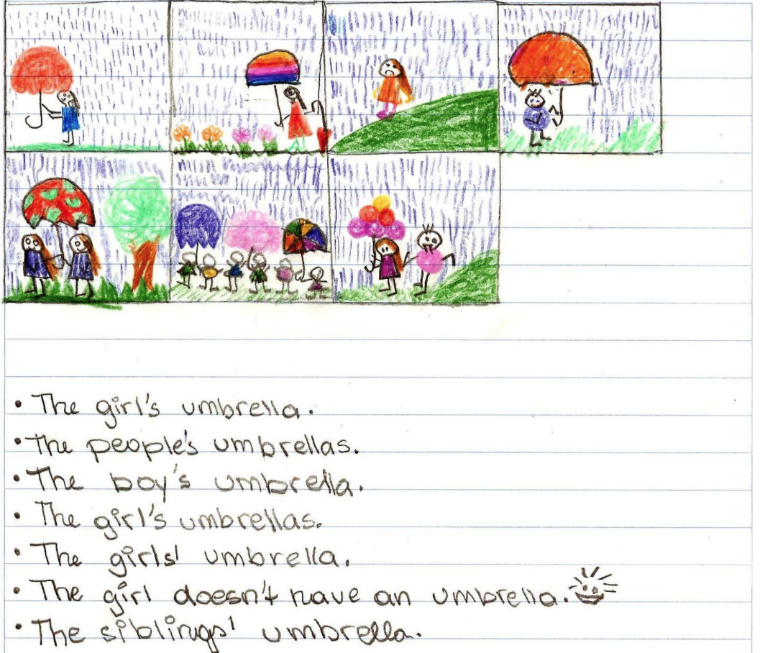 • The girl's umbrella.
• The people's umbrellas.
• The boy's umbrella.
• The girl's umbrellas.
• The girls' umbrella.
• The girl doesn't have an umbrella.
• The siblings' umbrella.